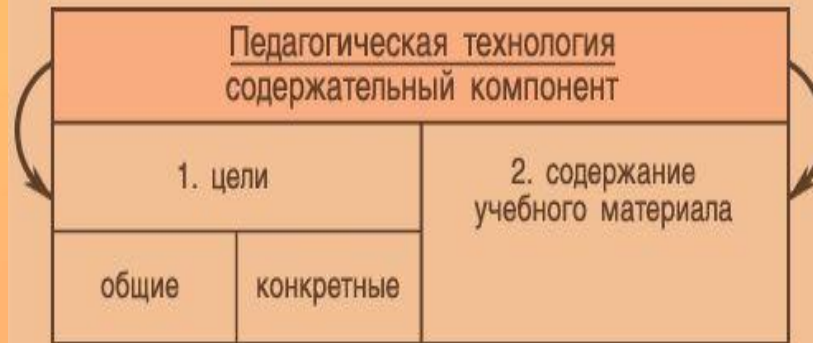 Педагогическая технология
содержательный компонент
1. цели
2. содержание
учебного материала
общие
конкретные